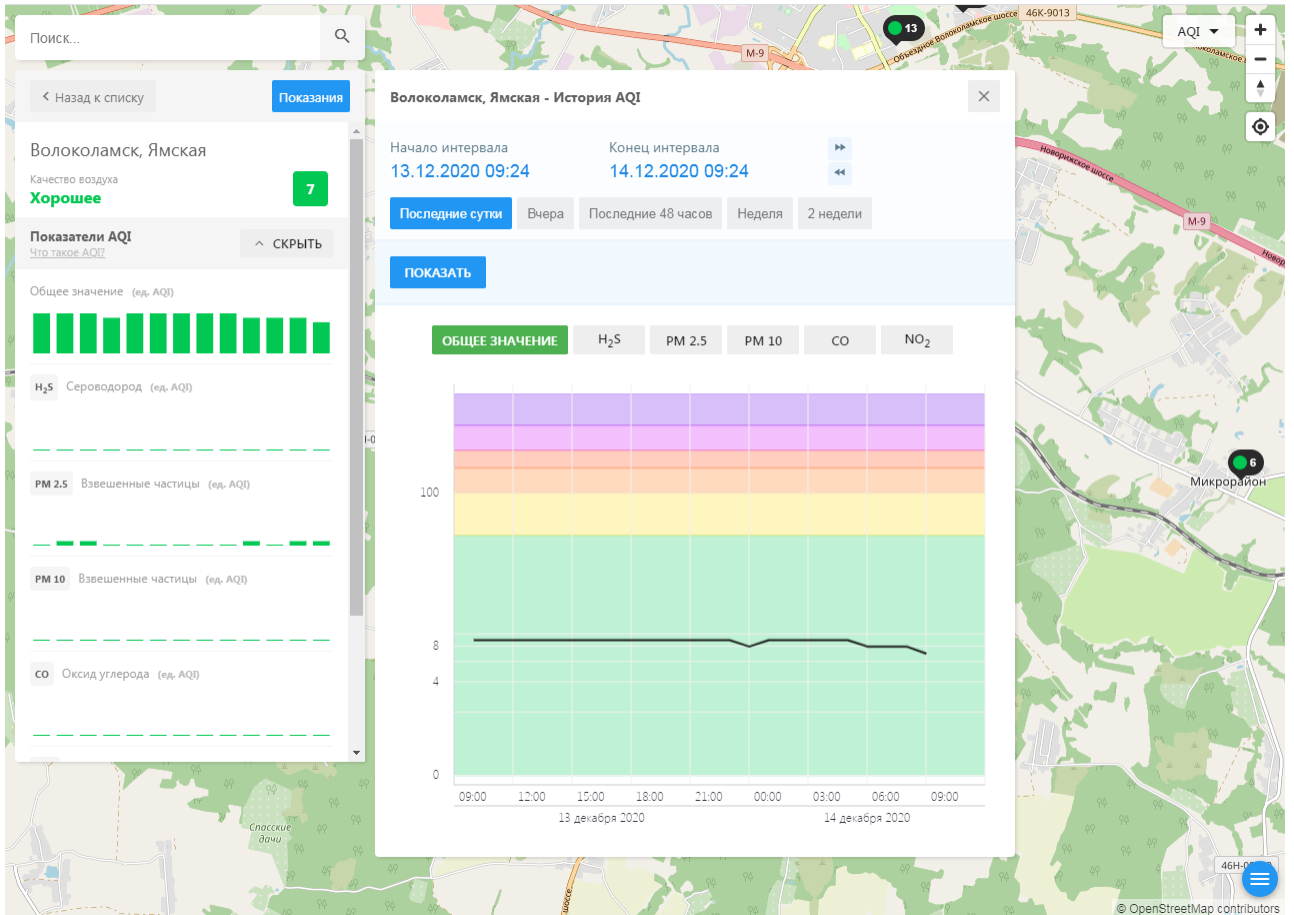 Поиск...
Назад к списку
Показания
Волоколамск, Ямская
Качество воздуха
Хорошее
7
Показатели AQI
Что такое AQI?
СКРЫТЬ
Общее значение (ед. AQI)
H₂S Сероводород (ед. AQI)
PM 2.5 Взвешенные частицы (ед. AQI)
PM 10 Взвешенные частицы (ед. AQI)
CO Оксид углерода (ед. AQI)
Волоколамск, Ямская - История AQI
Начало интервала
13.12.2020 09:24
Конец интервала
14.12.2020 09:24
Последние сутки
Вчера
Последние 48 часов
Неделя
2 недели
ПОКАЗАТЬ
ОБЩЕЕ ЗНАЧЕНИЕ
H₂S
PM 2.5
PM 10
CO
NO₂
100
8
4
0
09:00 12:00 15:00 18:00 21:00 00:00 03:00 06:00 09:00
13 декабря 2020
14 декабря 2020
13
Объездное Волоколамское шоссе
46К-9013
М-9
AQI
Новорижское шоссе
М-9
6
Микрорайон
Спасские
дачи
© OpenStreetMap contributors